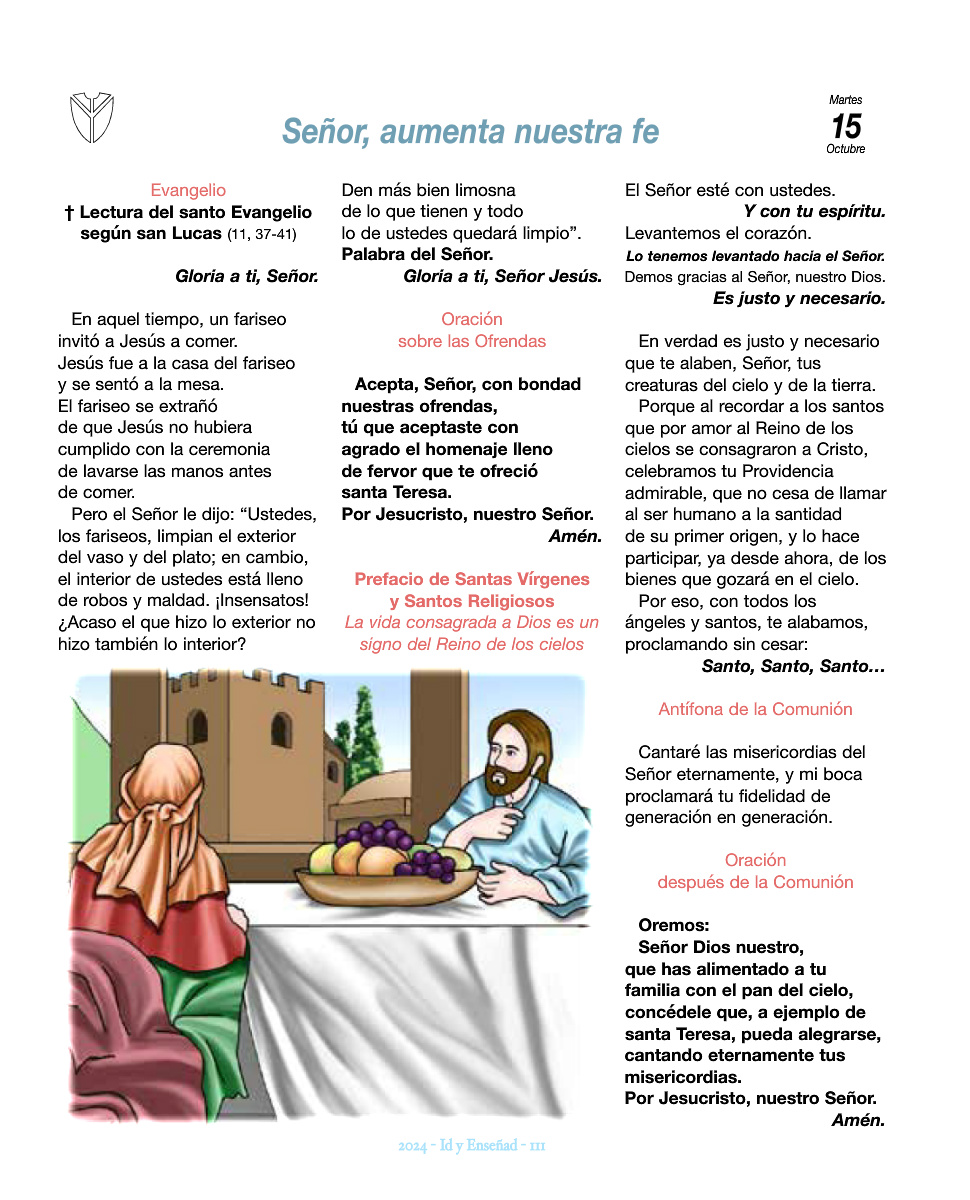 Señor, aumenta nuestra fe
Martes
15
Octubre
Evangelio
† Lectura del santo Evangelio
según san Lucas (11, 37-41)
Gloria a ti, Señor.
En aquel tiempo, un fariseo
invitó a Jesús a comer.
Jesús fue a la casa del fariseo
y se sentó a la mesa.
El fariseo se extrañó
de que Jesús no hubiera
cumplido con la ceremonia
de lavarse las manos antes
de comer.
Pero el Señor le dijo: “Ustedes,
los fariseos, limpian el exterior
del vaso y del plato; en cambio,
el interior de ustedes está lleno
de robos y maldad. ¡Insensatos!
¿Acaso el que hizo lo exterior no
hizo también lo interior?
Den más bien limosna
de lo que tienen y todo
lo de ustedes quedará limpio”.
Palabra del Señor.
Gloria a ti, Señor Jesús.
Oración
sobre las Ofrendas
Acepta, Señor, con bondad
nuestras ofrendas,
tú que aceptaste con
agrado el homenaje lleno
de fervor que te ofreció
santa Teresa.
Por Jesucristo, nuestro Señor.
Amén.
Prefacio de Santas Vírgenes
y Santos Religiosos
La vida consagrada a Dios es un
signo del Reino de los cielos
El Señor esté con ustedes.
Y con tu espíritu.
Levantemos el corazón.
Lo tenemos levantado hacia el Señor.
Demos gracias al Señor, nuestro Dios.
Es justo y necesario.
En verdad es justo y necesario
que te alaben, Señor, tus
creaturas del cielo y de la tierra.
Porque al recordar a los santos
que por amor al Reino de los
cielos se consagraron a Cristo,
celebramos tu Providencia
admirable, que no cesa de llamar
al ser humano a la santidad
de su primer origen, y lo hace
participar, ya desde ahora, de los
bienes que gozará en el cielo.
Por eso, con todos los
ángeles y santos, te alabamos,
proclamando sin cesar:
Santo, Santo, Santo…
Antífona de la Comunión
Cantaré las misericordias del
Señor eternamente, y mi boca
proclamará tu fidelidad de
generación en generación.
Oración
después de la Comunión
Oremos:
Señor Dios nuestro,
que has alimentado a tu
familia con el pan del cielo,
concédele que, a ejemplo de
santa Teresa, pueda alegrarse,
cantando eternamente tus
misericordias.
Por Jesucristo, nuestro Señor.
Amén.
2024 - Id y Enseñad - 111